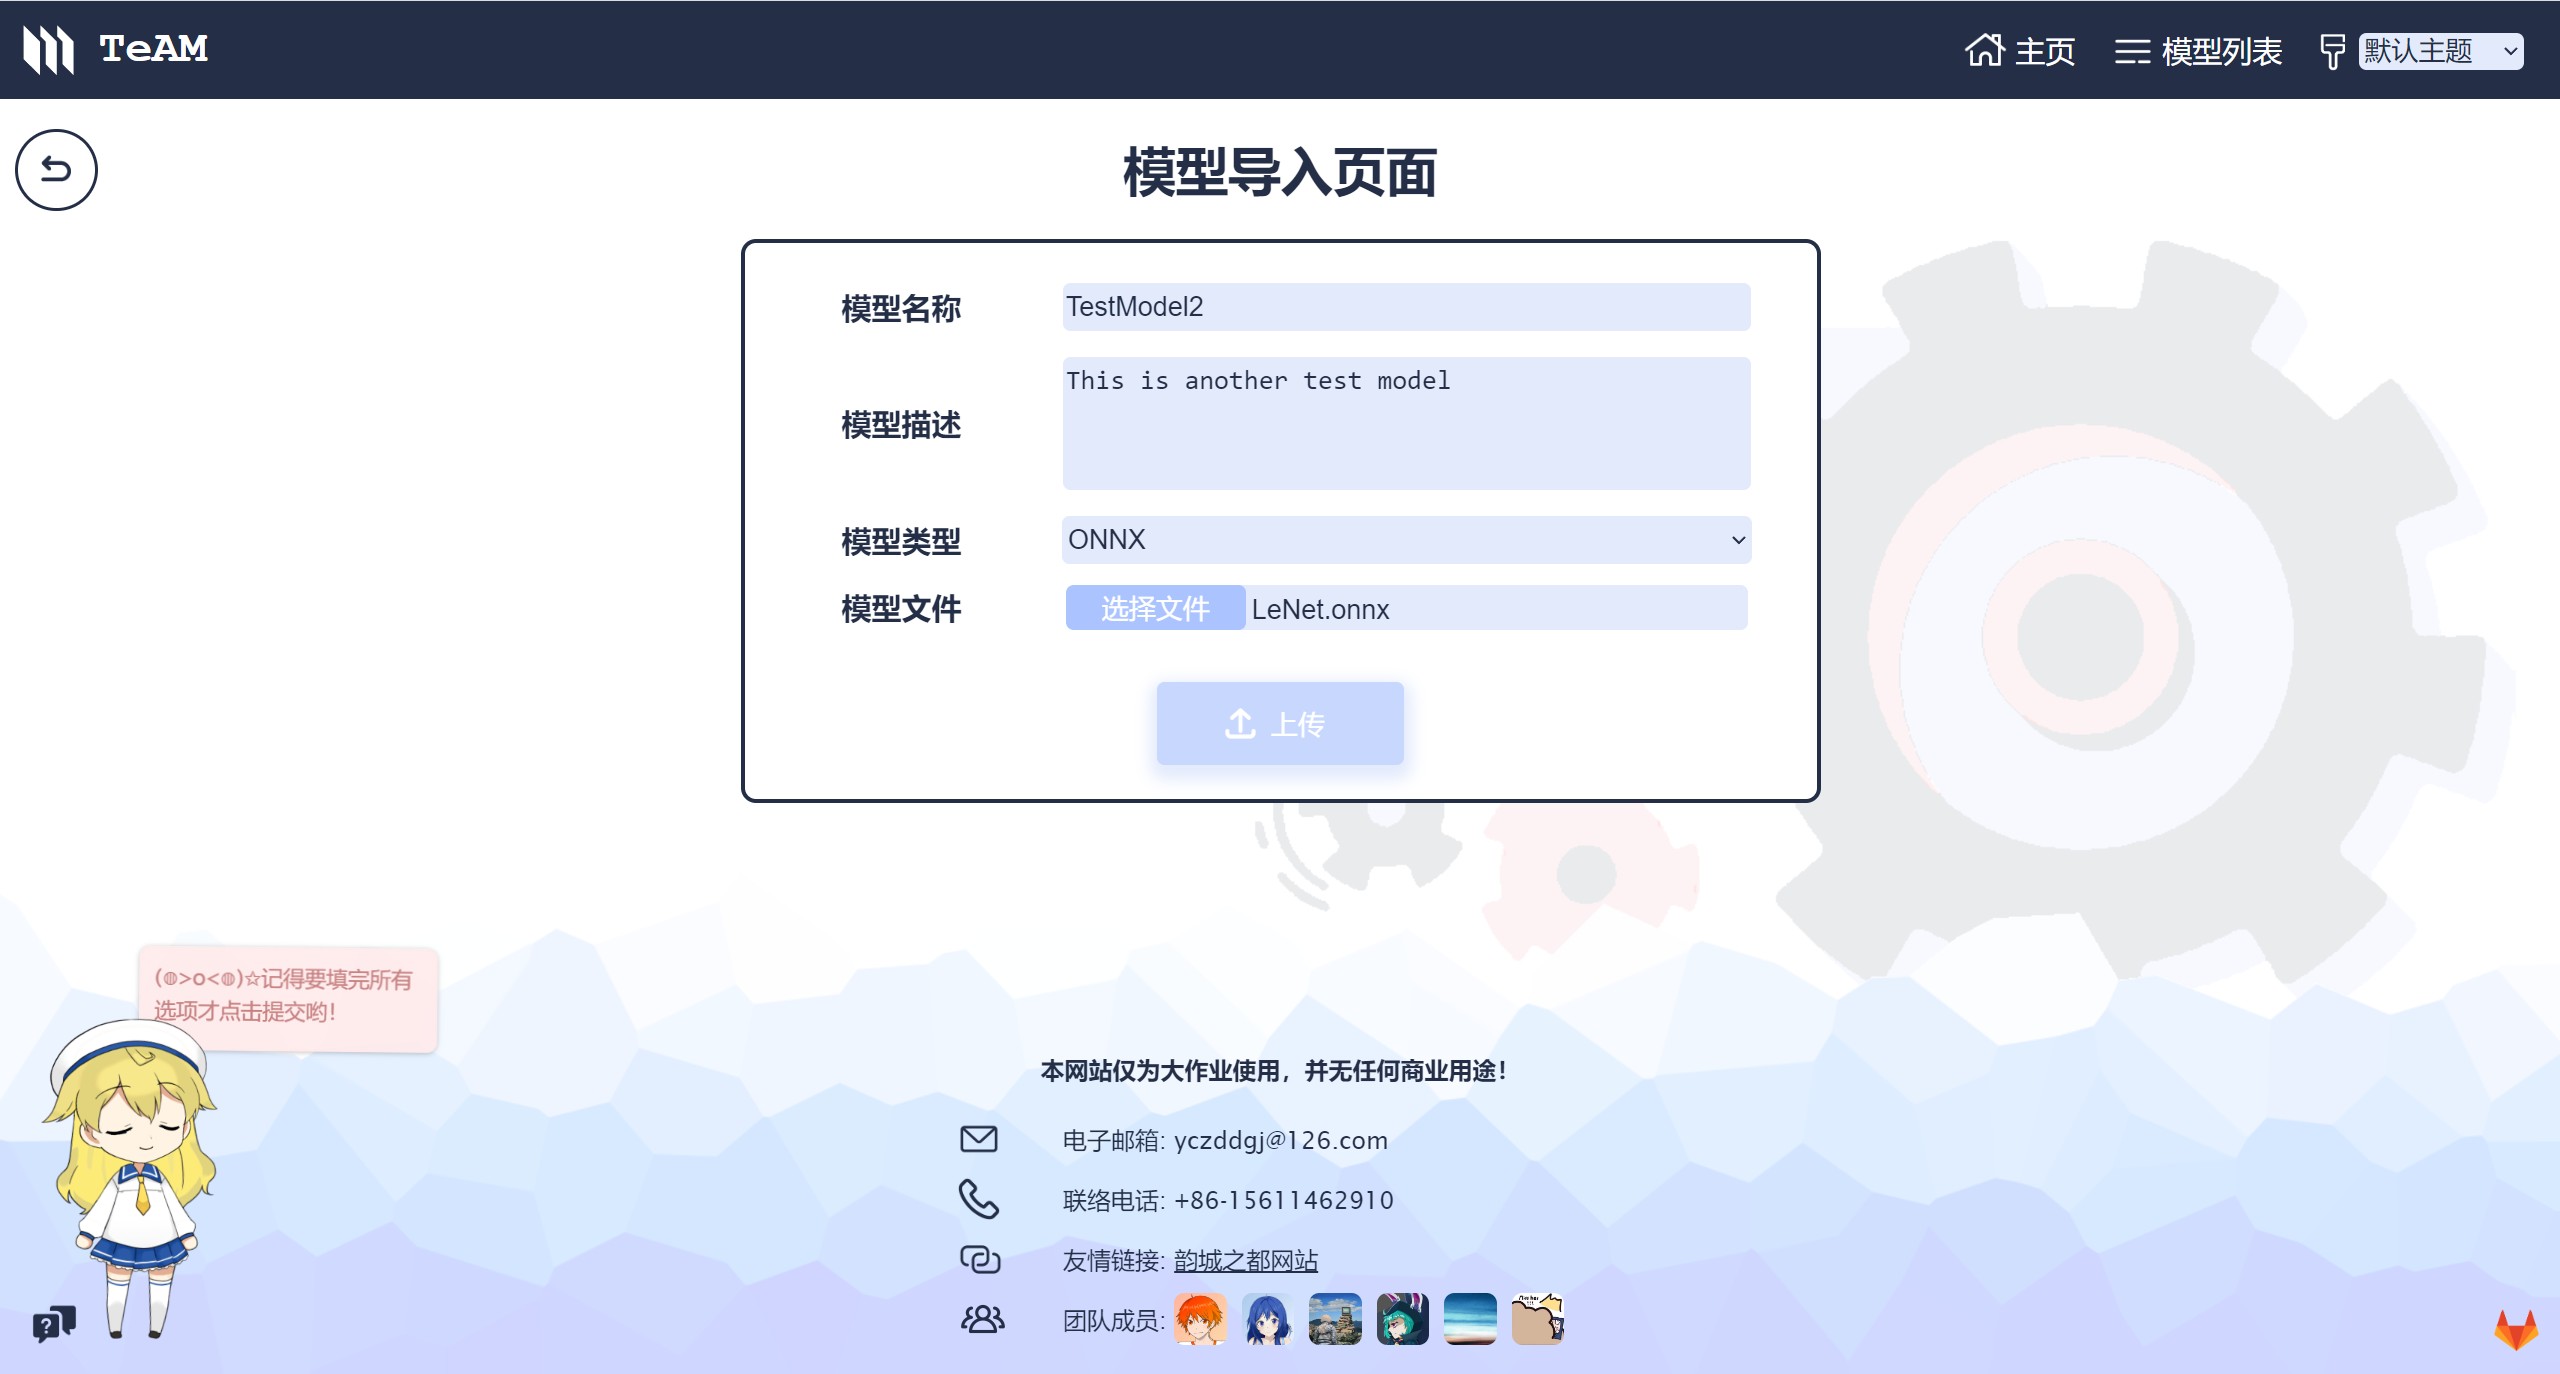 TeAM
主页
模型列表
默认主题
模型导入页面
模型名称
TestModel2
模型描述
This is another test model
模型类型
ONNX
模型文件
选择文件 LeNet.onnx
上传
(◍>o<◍)☆记得要填完所有
选项才点击提交哟!
本网站仅为大作业使用，并无任何商业用途！
电子邮箱: yczddgj@126.com
联络电话: +86-15611462910
友情链接: 韵城之都网站
团队成员: